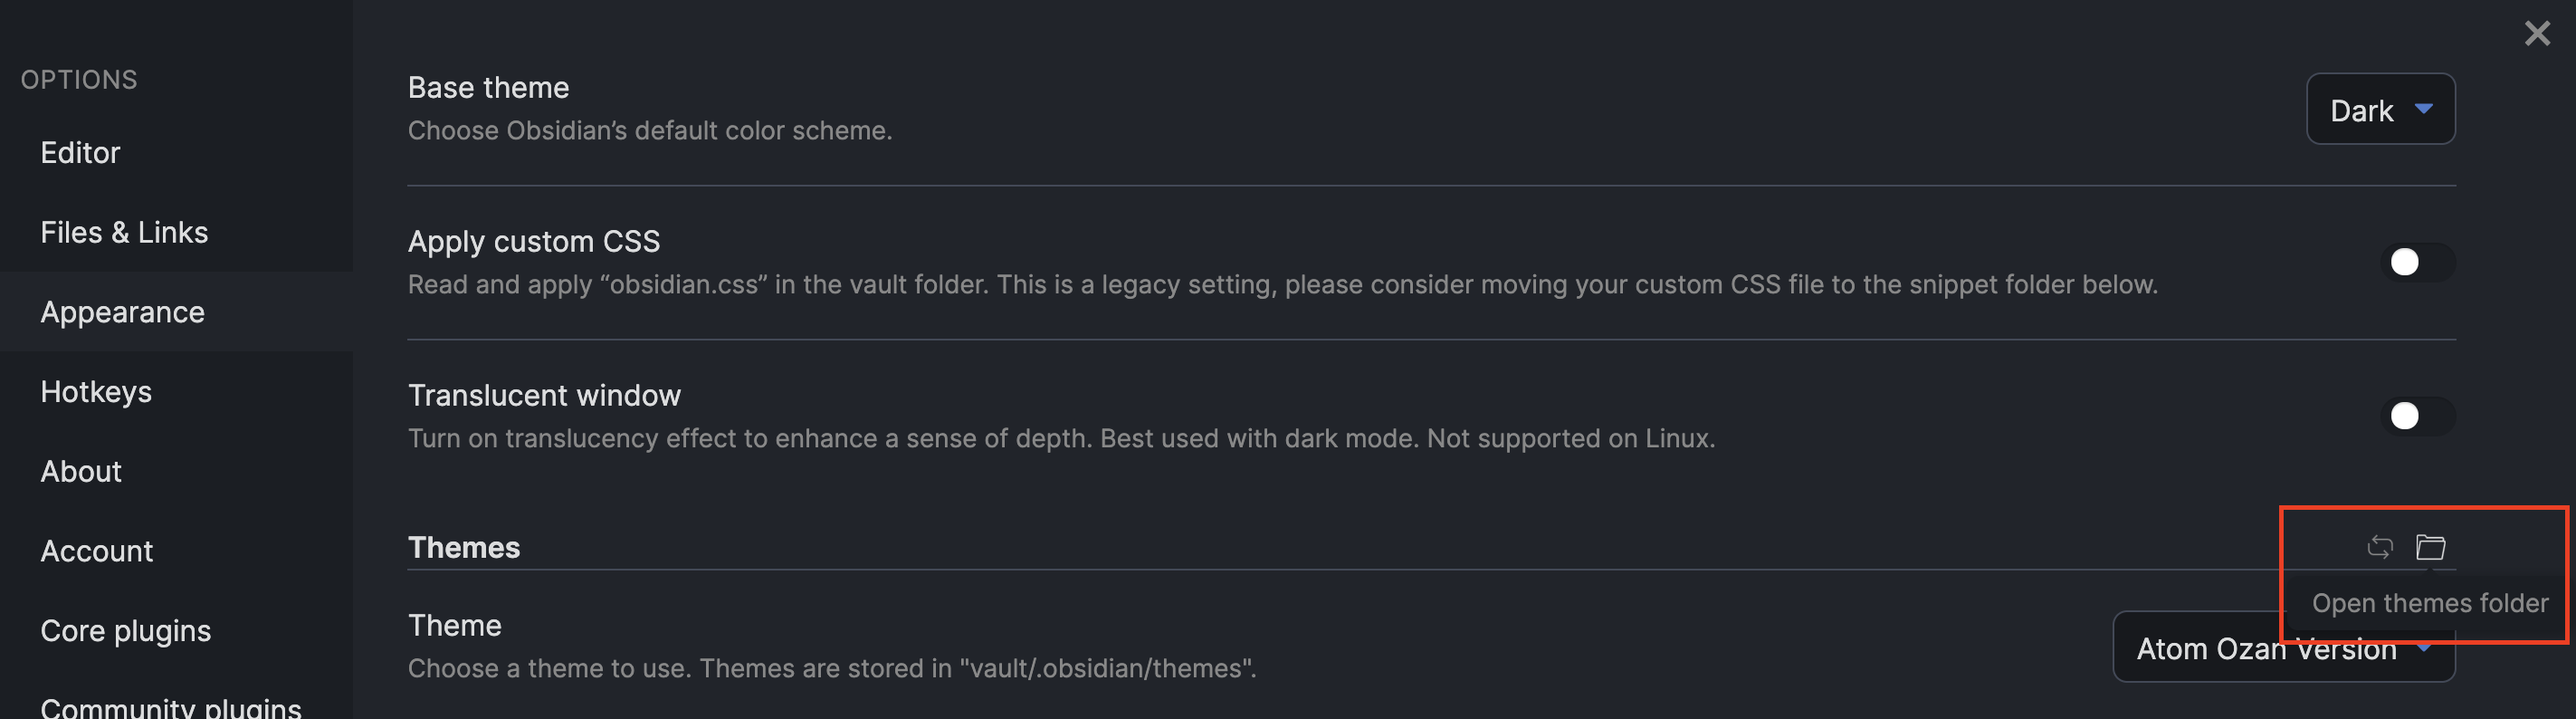 OPTIONS
Editor
Files & Links
Appearance
Hotkeys
About
Account
Core plugins
Community plugins
Base theme
Choose Obsidian’s default color scheme.
Dark
Apply custom CSS
Read and apply “obsidian.css” in the vault folder. This is a legacy setting, please consider moving your custom CSS file to the snippet folder below.
Translucent window
Turn on translucency effect to enhance a sense of depth. Best used with dark mode. Not supported on Linux.
Themes
Open themes folder
Theme
Choose a theme to use. Themes are stored in "vault/.obsidian/themes".
Atom Ozan Version